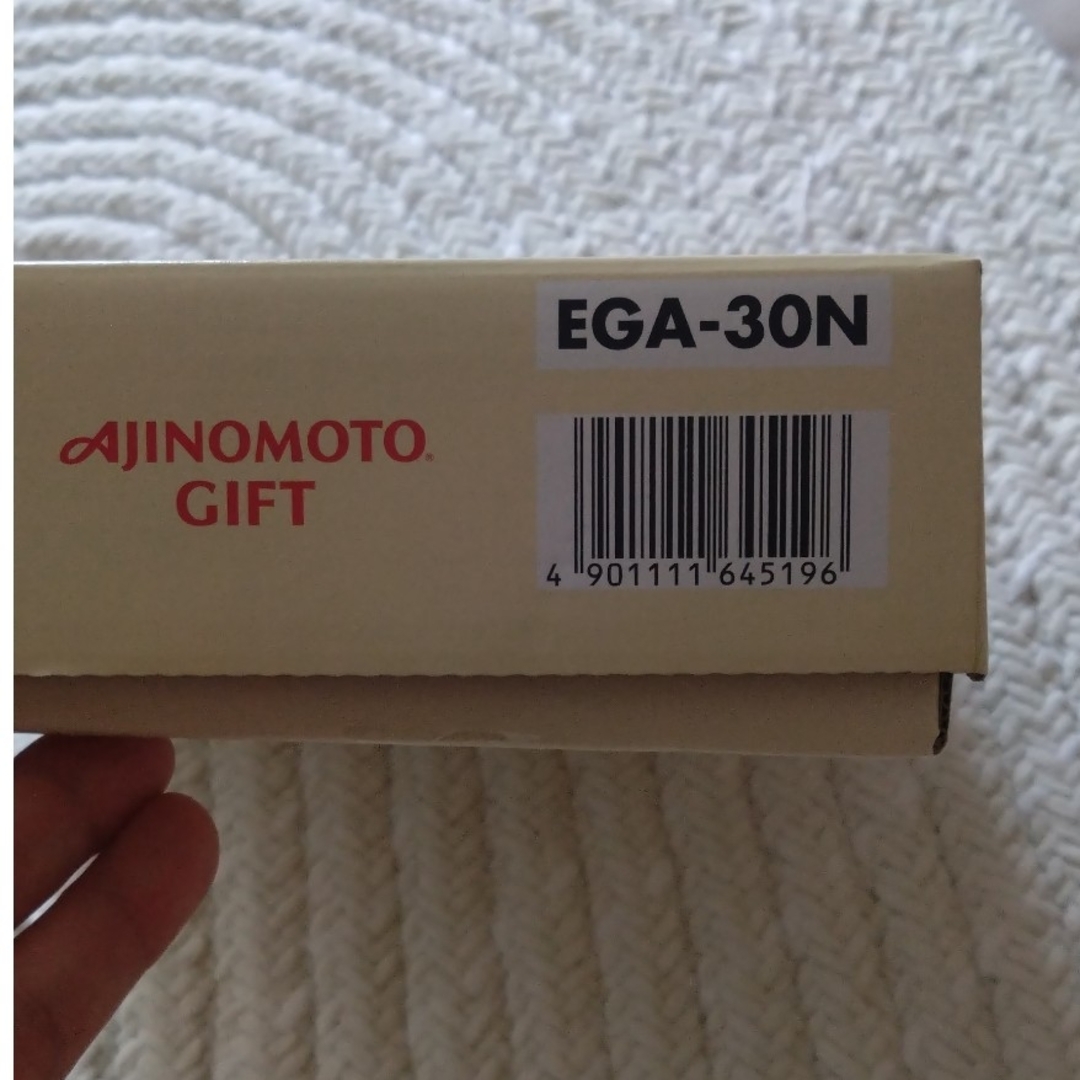 EGA-30N
AJINOMOTO®
GIFT
4 901111 645196